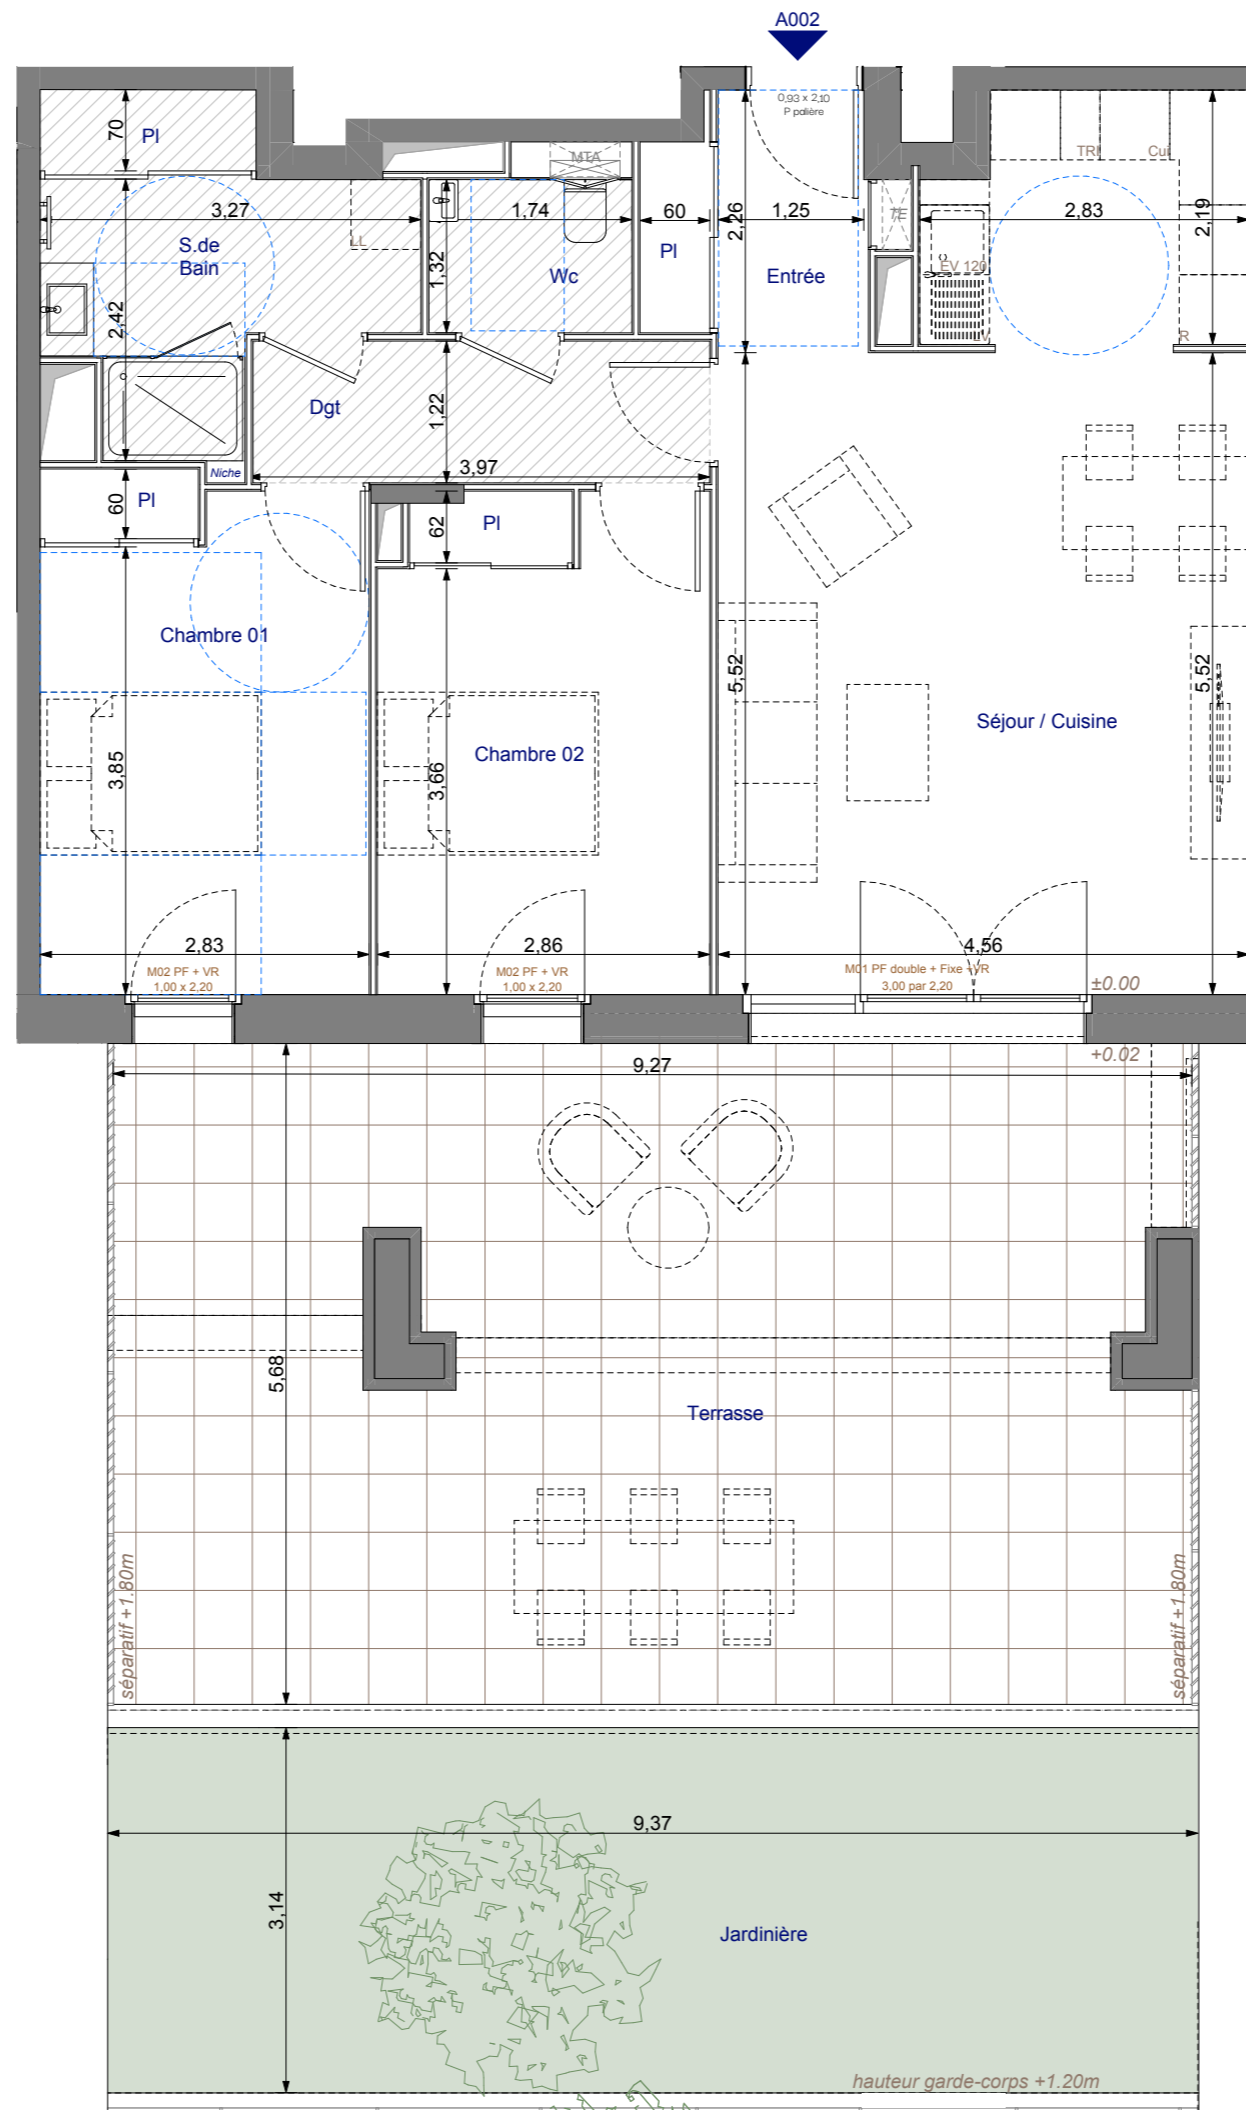 A002
0,93 x 2,10
P palière
70
Pl
3,27
S.de
Bain
LL
2,42
1,74
1,32
Wc
MTA
60
Pl
2,26
1,25
Entrée
TE
2,83
2,19
TRI
Cui
EV 120
LV
R
Dgt
1,22
3,97
Niche
60
Pl
62
Pl
Chambre 01
3,85
2,83
M02 PF + VR
1,00 x 2,20
Chambre 02
3,66
2,86
M02 PF + VR
1,00 x 2,20
5,52
5,52
Séjour / Cuisine
4,56
M01 PF double + Fixe +VR
3,00 par 2,20
±0.00
+0.02
9,27
5,68
Terrasse
séparatif +1.80m
séparatif +1.80m
9,37
3,14
Jardinière
hauteur garde-corps +1.20m